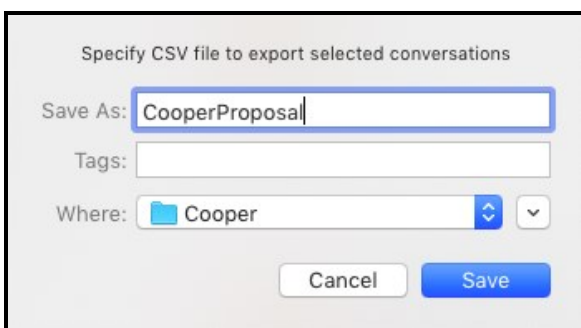 Specify CSV file to export selected conversations
Save As: CooperProposal
Tags:
Where: Cooper
Cancel Save